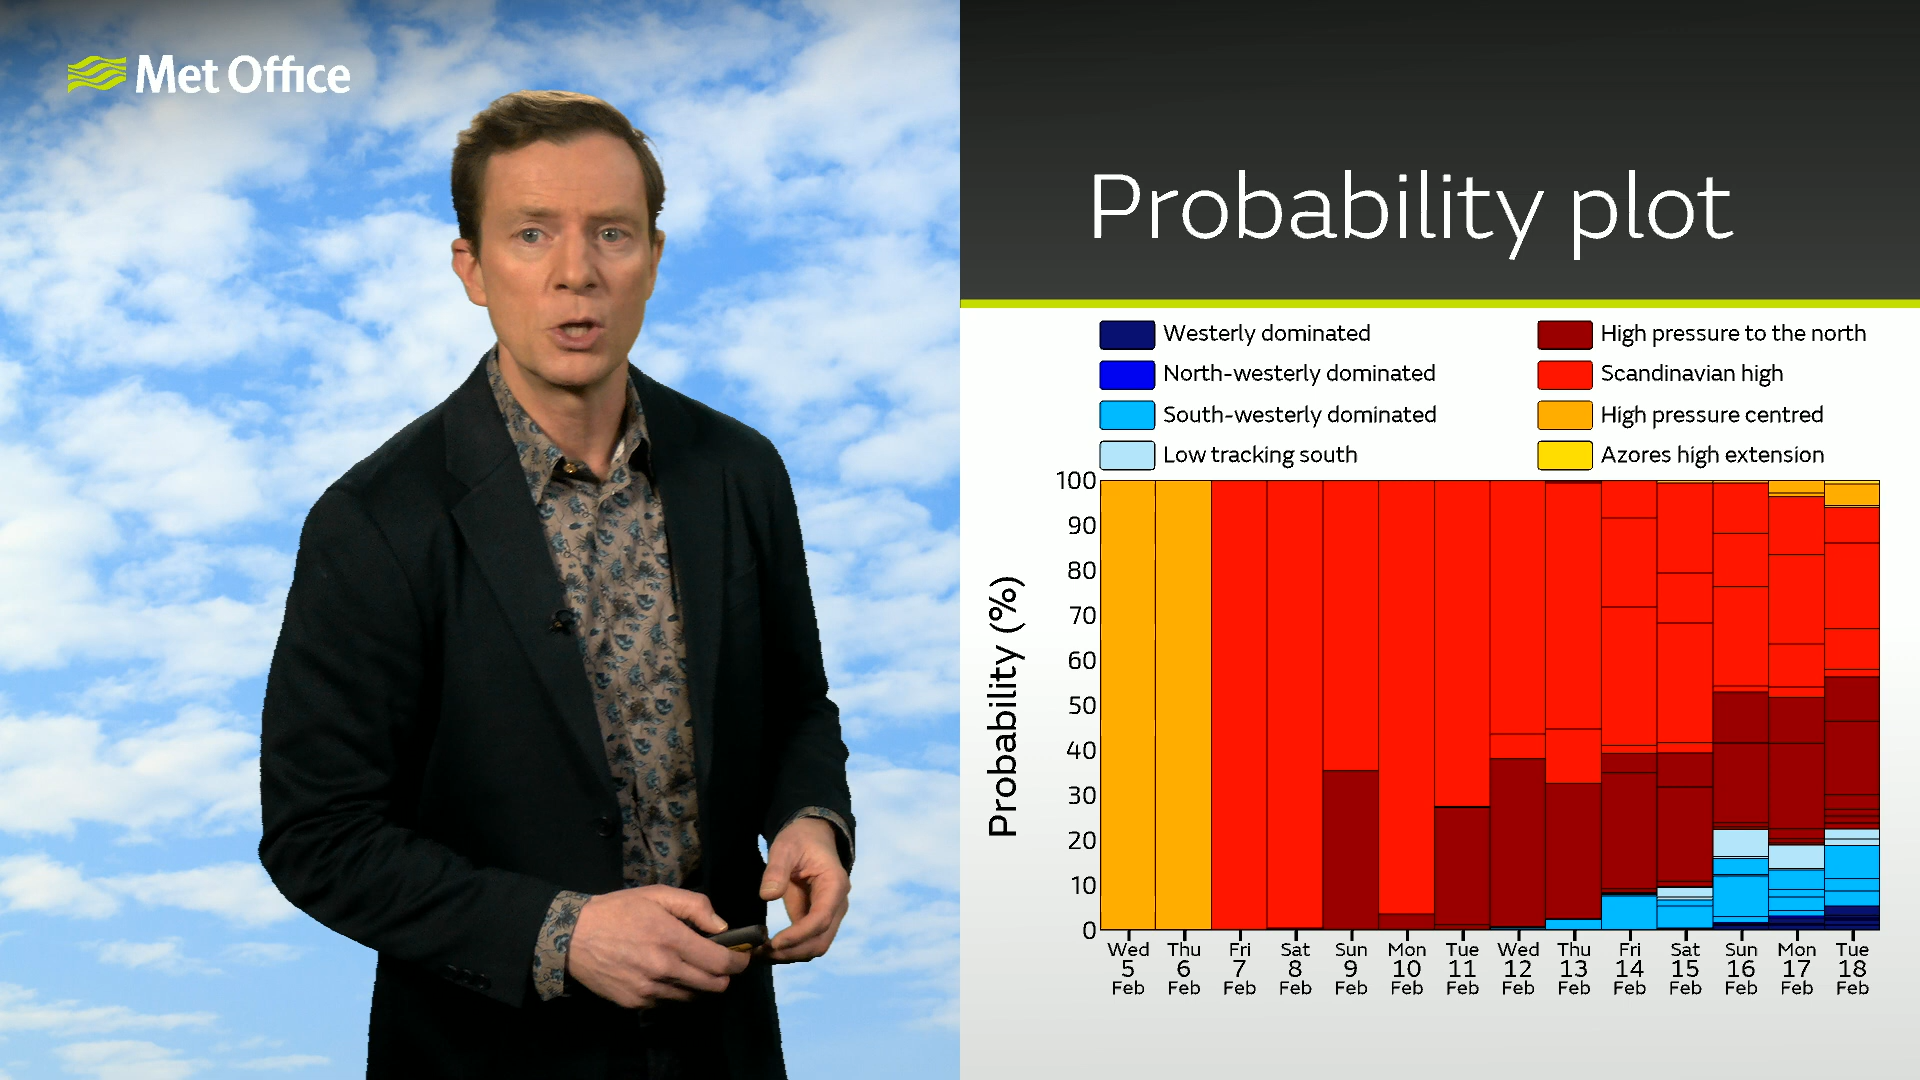 Met Office
Probability plot
Westerly dominated
North-westerly dominated
South-westerly dominated
Low tracking south
High pressure to the north
Scandinavian high
High pressure centred
Azores high extension
Probability (%)
100
90
80
70
60
50
40
30
20
10
0
Wed Thu Fri Sat Sun Mon Tue Wed Thu Fri Sat Sun Mon Tue
5 6 7 8 9 10 11 12 13 14 15 16 17 18
Feb Feb Feb Feb Feb Feb Feb Feb Feb Feb Feb Feb Feb Feb